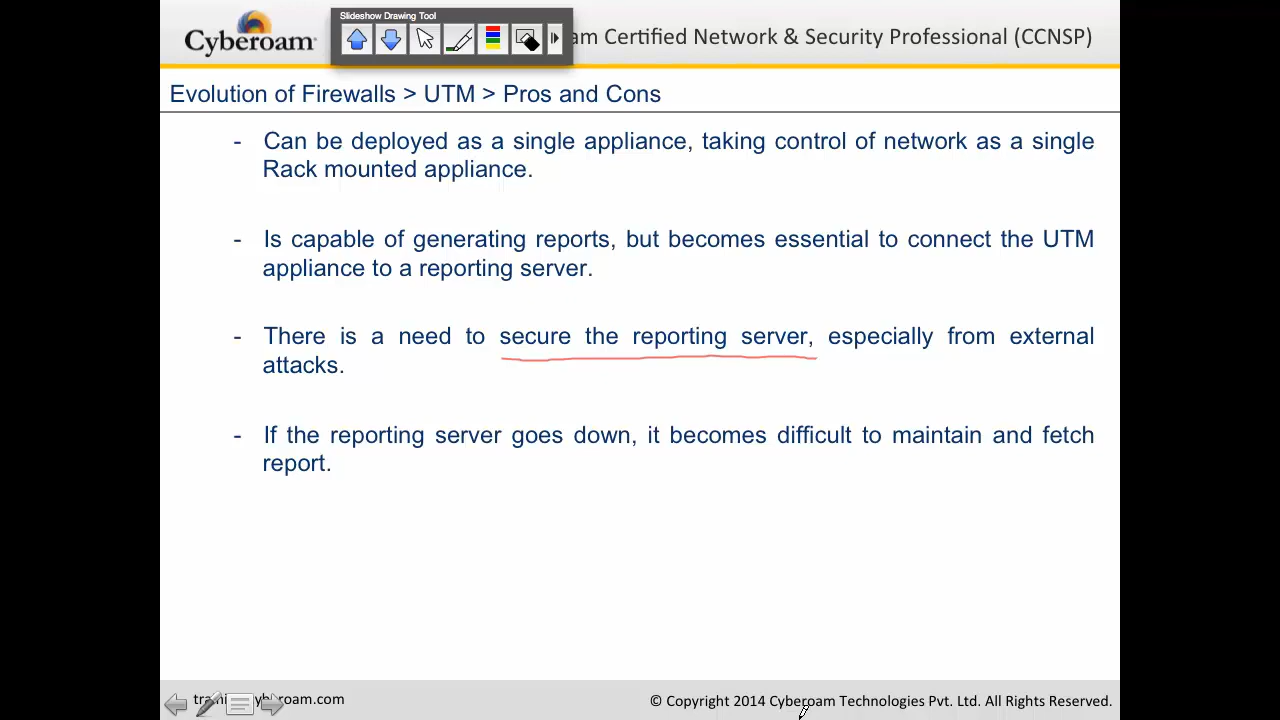 Slideshow Drawing Tool
Cyberoam
am Certified Network & Security Professional (CCNSP)
Evolution of Firewalls > UTM > Pros and Cons
- Can be deployed as a single appliance, taking control of network as a single
Rack mounted appliance.
- Is capable of generating reports, but becomes essential to connect the UTM
appliance to a reporting server.
- There is a need to secure the reporting server, especially from external
attacks.
- If the reporting server goes down, it becomes difficult to maintain and fetch
report.
© Copyright 2014 Cyberoam Technologies Pvt. Ltd. All Rights Reserved.